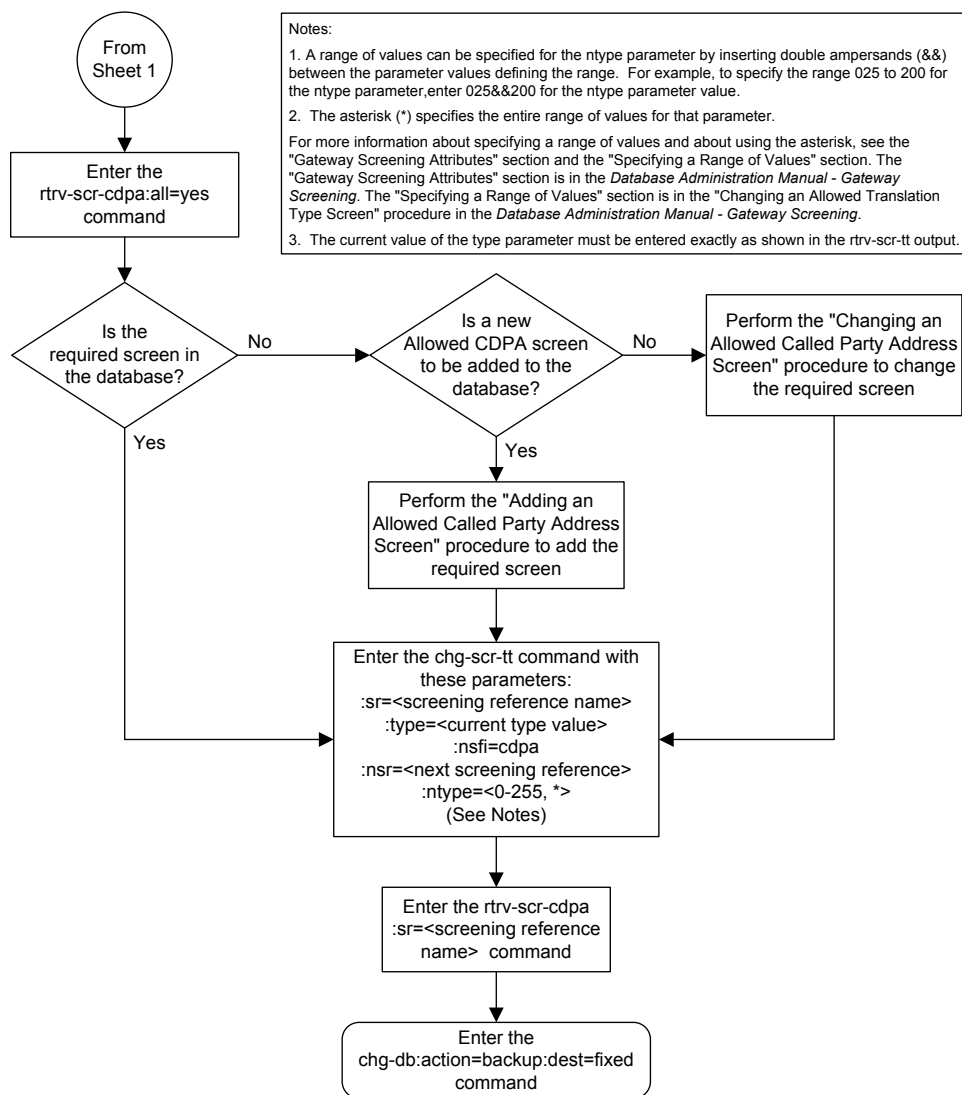 From
Sheet 1
Notes:
1. A range of values can be specified for the ntype parameter by inserting double ampersands (&&)
between the parameter values defining the range. For example, to specify the range 025 to 200 for
the ntype parameter,enter 025&&200 for the ntype parameter value.
2. The asterisk (*) specifies the entire range of values for that parameter.
For more information about specifying a range of values and about using the asterisk, see the
"Gateway Screening Attributes" section and the "Specifying a Range of Values" section. The
"Gateway Screening Attributes" section is in the Database Administration Manual - Gateway
Screening. The "Specifying a Range of Values" section is in the "Changing an Allowed Translation
Type Screen" procedure in the Database Administration Manual - Gateway Screening.
3. The current value of the type parameter must be entered exactly as shown in the rtrv-scr-tt output.
Enter the
rtrv-scr-cdpa:all=yes
command
Is the
required screen in
the database?
No
Yes
Is a new
Allowed CDPA screen
to be added to the
database?
No
Yes
Perform the "Changing an
Allowed Called Party Address
Screen" procedure to change
the required screen
Perform the "Adding an
Allowed Called Party Address
Screen" procedure to add the
required screen
Enter the chg-scr-tt command with
these parameters:
:sr=<screening reference name>
:type=<current type value>
:nsfi=cdpa
:nsr=<next screening reference>
:ntype=<0-255, *>
(See Notes)
Enter the rtrv-scr-cdpa
:sr=<screening reference
name> command
Enter the
chg-db:action=backup:dest=fixed
command